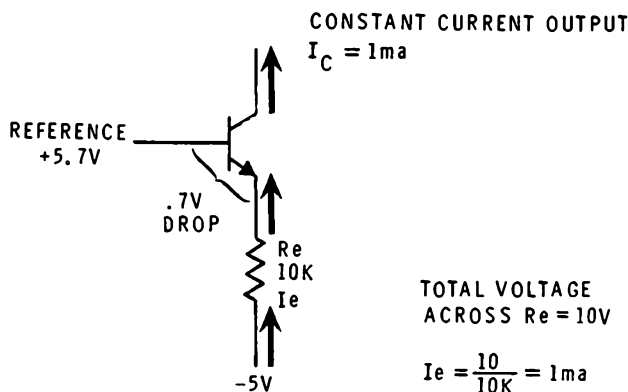 CONSTANT CURRENT OUTPUT
I_C = 1ma
REFERENCE
+5.7V
.7V
DROP
Re
10K
Ie
-5V
TOTAL VOLTAGE
ACROSS Re = 10V
Ie = 10/10K = 1ma